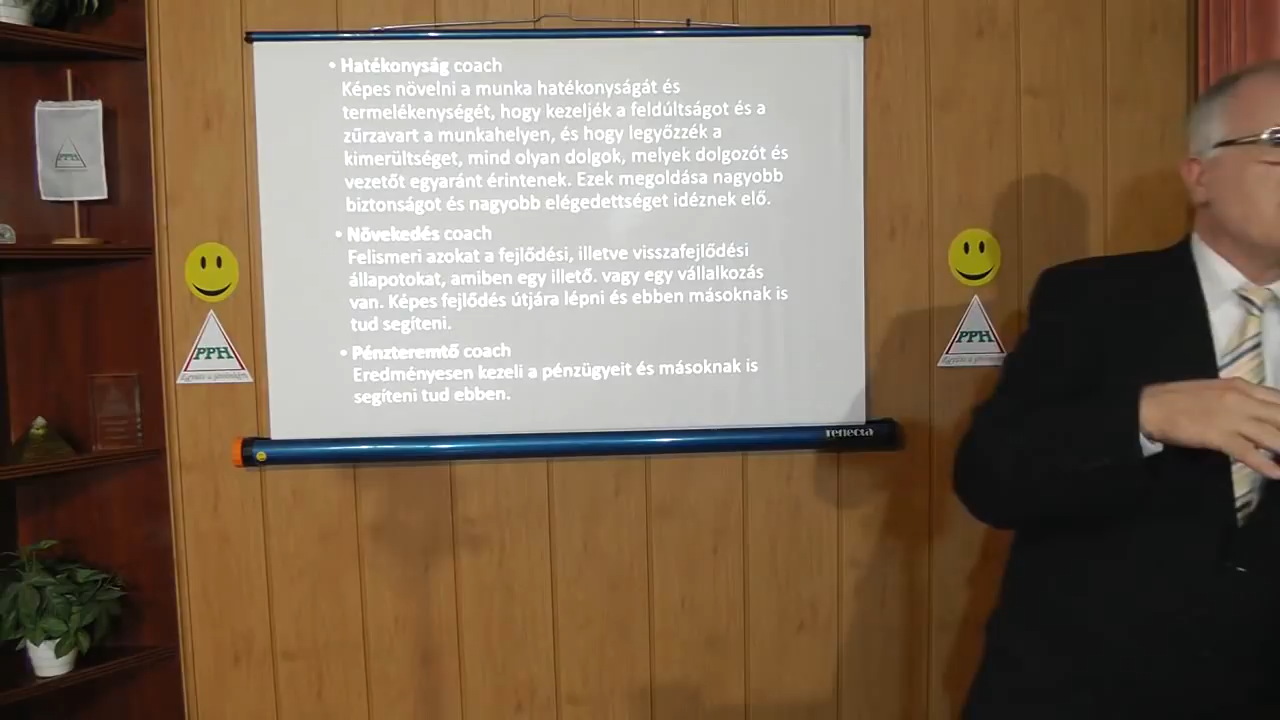 • Hatékonyság coach
Képes növelni a munka hatékonyságát és
termelékenységét, hogy kezeljék a feldúltságot és a
zűrzavart a munkahelyen, és hogy legyőzzék a
kimerültséget, mind olyan dolgok, melyek dolgozót és
vezetőt egyaránt érintenek. Ezek megoldása nagyobb
biztonságot és nagyobb elégedettséget idéznek elő.
• Növekedés coach
Felismeri azokat a fejlődési, illetve visszafejlődési
állapotokat, amiben egy illető. vagy egy vállalkozás
van. Képes fejlődés útjára lépni és ebben másoknak is
tud segíteni.
• Pénzteremtő coach
Eredményesen kezeli a pénzügyeit és másoknak is
segíteni tud ebben.
reflecta
PPH
PPH
PPH